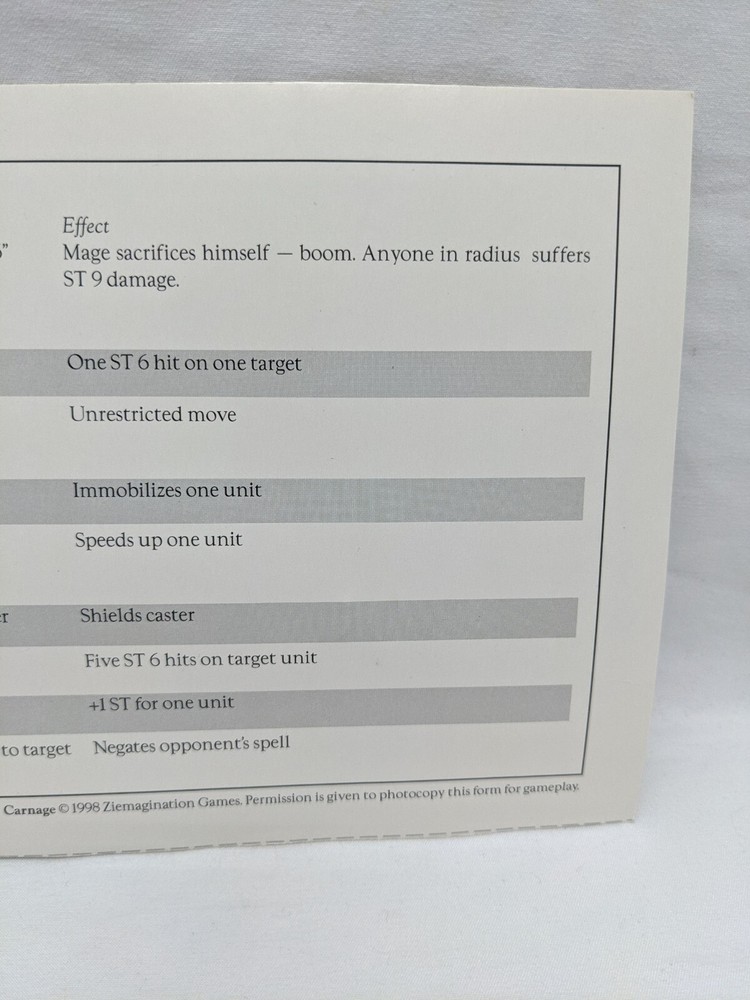 Effect
” Mage sacrifices himself — boom. Anyone in radius suffers
ST 9 damage.
One ST 6 hit on one target
Unrestricted move
Immobilizes one unit
Speeds up one unit
Shields caster
Five ST 6 hits on target unit
+1 ST for one unit
to target Negates opponent's spell
Carnage © 1998 Ziemagination Games. Permission is given to photocopy this form for gameplay.